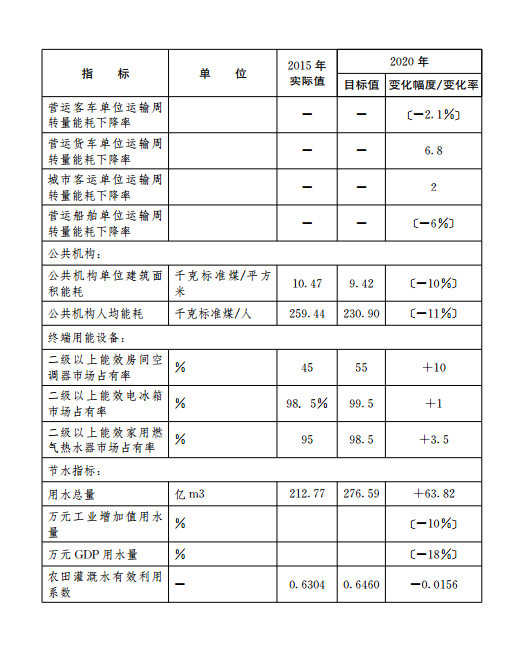 指 标 单 位 2015 年 实际值 2020 年
目标值 变化幅度/变化率
营运客车单位运输周 — — 〔—2.1%〕
转量能耗下降率
营运货车单位运输周 — — 6.8
转量能耗下降率
城市客运单位运输周 — — 2
转量能耗下降率
营运船舶单位运输周 — — 〔—6%〕
转量能耗下降率
公共机构:
公共机构单位建筑面 千克标准煤/平方 10.47 9.42 〔—10%〕
积能耗 米
公共机构人均能耗 千克标准煤/人 259.44 230.90 〔—11%〕
终端用能设备:
二级以上能效房间空 % 45 55 +10
调器市场占有率
二级以上能效电冰箱 % 98. 5% 99.5 +1
市场占有率
二级以上能效家用燃 % 95 98.5 +3.5
气热水器市场占有率
节水指标:
用水总量 亿 m3 212.77 276.59 +63.82
万元工业增加值用水 % 〔—10%〕
量
万元 GDP 用水量 % 〔—18%〕
农田灌溉水有效利用 — 0.6304 0.6460 —0.0156
系数